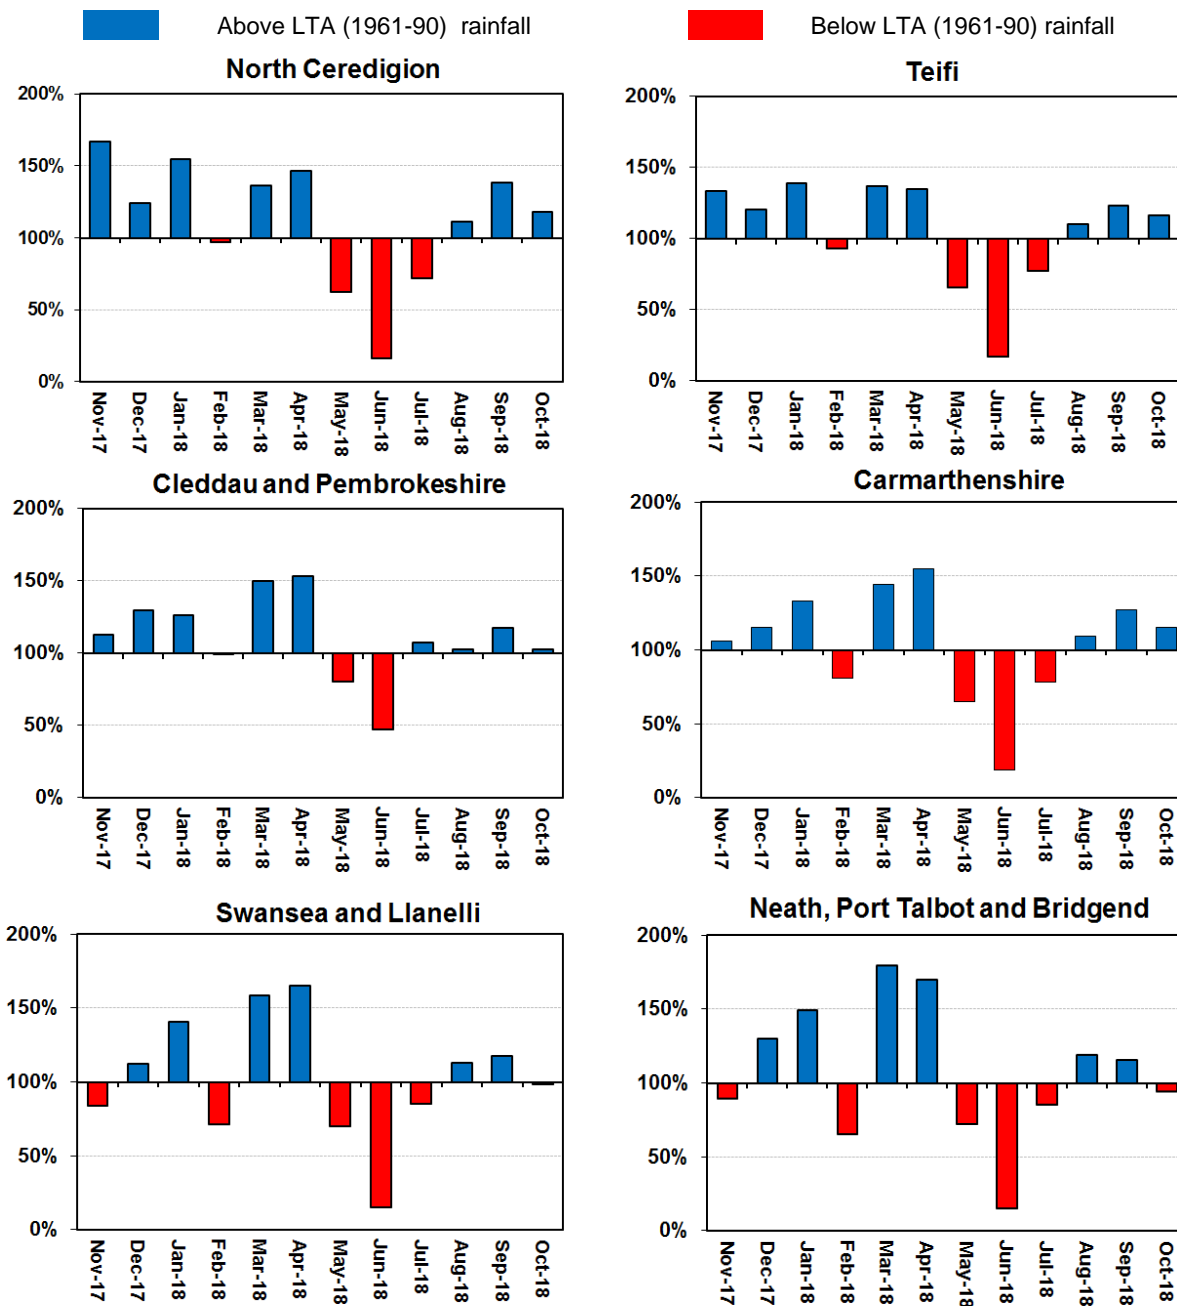 Above LTA (1961-90) rainfall
Below LTA (1961-90) rainfall
North Ceredigion
200%
150%
100%
50%
0%
Nov-17
Dec-17
Jan-18
Feb-18
Mar-18
Apr-18
May-18
Jun-18
Jul-18
Aug-18
Sep-18
Oct-18
Teifi
200%
150%
100%
50%
0%
Nov-17
Dec-17
Jan-18
Feb-18
Mar-18
Apr-18
May-18
Jun-18
Jul-18
Aug-18
Sep-18
Oct-18
Cleddau and Pembrokeshire
200%
150%
100%
50%
0%
Nov-17
Dec-17
Jan-18
Feb-18
Mar-18
Apr-18
May-18
Jun-18
Jul-18
Aug-18
Sep-18
Oct-18
Carmarthenshire
200%
150%
100%
50%
0%
Nov-17
Dec-17
Jan-18
Feb-18
Mar-18
Apr-18
May-18
Jun-18
Jul-18
Aug-18
Sep-18
Oct-18
Swansea and Llanelli
200%
150%
100%
50%
0%
Nov-17
Dec-17
Jan-18
Feb-18
Mar-18
Apr-18
May-18
Jun-18
Jul-18
Aug-18
Sep-18
Oct-18
Neath, Port Talbot and Bridgend
200%
150%
100%
50%
0%
Nov-17
Dec-17
Jan-18
Feb-18
Mar-18
Apr-18
May-18
Jun-18
Jul-18
Aug-18
Sep-18
Oct-18